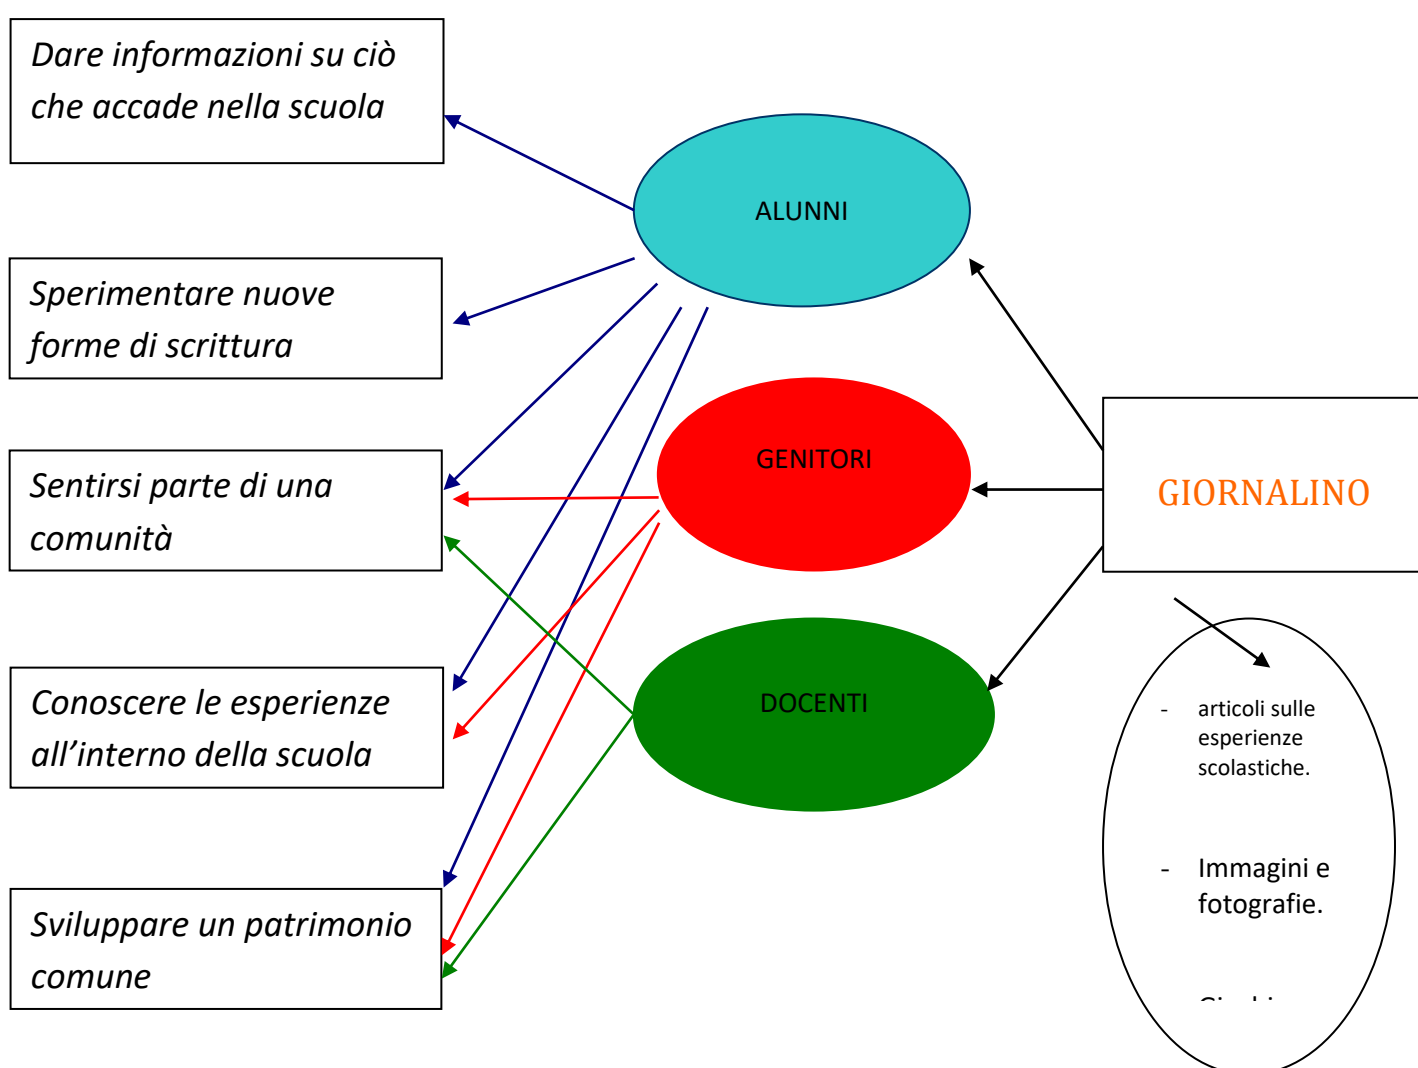 Dare informazioni su ciò
che accade nella scuola
ALUNNI
Sperimentare nuove
forme di scrittura
Sentirsi parte di una
comunità
GENITORI
GIORNALINO
Conoscere le esperienze
all’interno della scuola
DOCENTI
- articoli sulle
esperienze
scolastiche.
- Immagini e
fotografie.
Sviluppare un patrimonio
comune